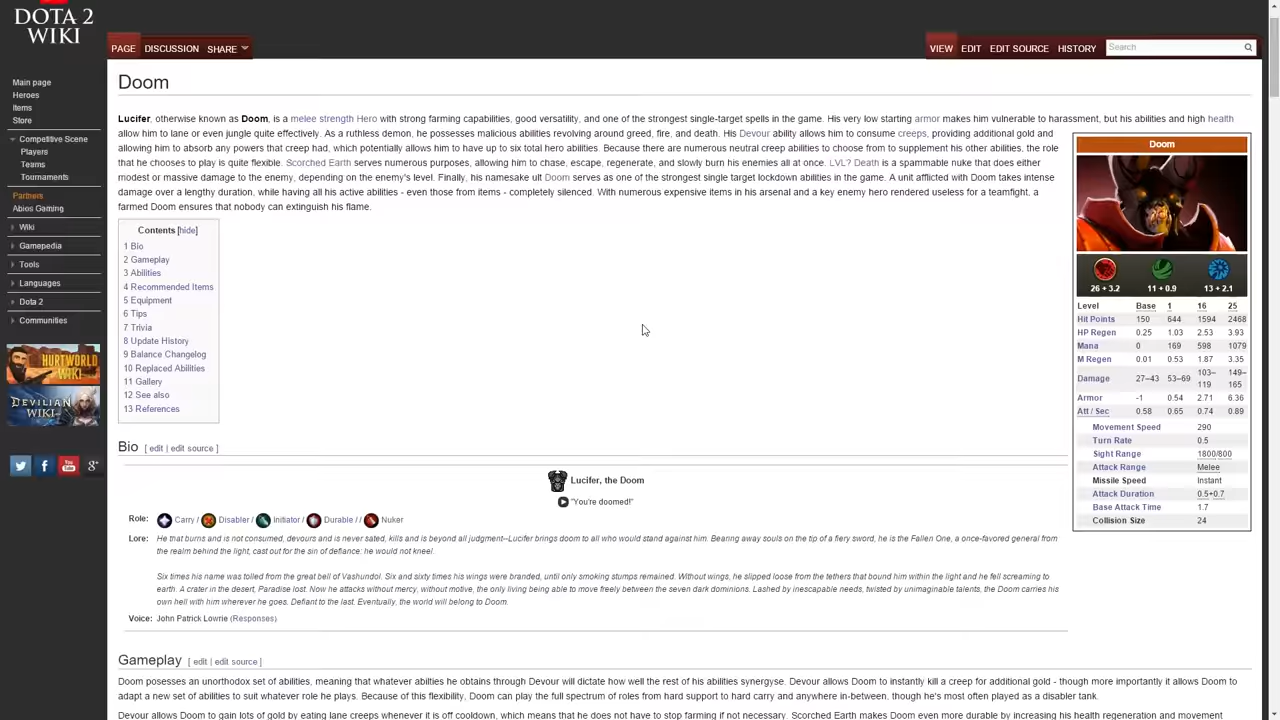 DOTA 2
WIKI
PAGE DISCUSSION SHARE
VIEW EDIT EDIT SOURCE HISTORY Search
Main page
Heroes
Items
Store
Competitive Scene
Players
Teams
Tournaments
Partners
Abios Gaming
Wiki
Gamepedia
Tools
Languages
Dota 2
Communities
HURTWORLD
WIKI
DEVILIAN
WIKI
Doom
Lucifer, otherwise known as Doom, is a melee strength Hero with strong farming capabilities, good versatility, and one of the strongest single-target spells in the game. His very low starting armor makes him vulnerable to harassment, but his abilities and high health
allow him to lane or even jungle quite effectively. As a ruthless demon, he possesses malicious abilities revolving around greed, fire, and death. His Devour ability allows him to consume creeps, providing additional gold and
allowing him to absorb any powers that creep had, which potentially allows him to have up to six total hero abilities. Because there are numerous neutral creep abilities to choose from to supplement his other abilities, the role
that he chooses to play is quite flexible. Scorched Earth serves numerous purposes, allowing him to chase, escape, regenerate, and slowly burn his enemies all at once. LVL? Death is a spammable nuke that does either
modest or massive damage to the enemy, depending on the enemy's level. Finally, his namesake ult Doom serves as one of the strongest single target lockdown abilities in the game. A unit afflicted with Doom takes intense
damage over a lengthy duration, while having all his active abilities - even those from items - completely silenced. With numerous expensive items in his arsenal and a key enemy hero rendered useless for a teamfight, a
farmed Doom ensures that nobody can extinguish his flame.
Contents [hide]
1 Bio
2 Gameplay
3 Abilities
4 Recommended Items
5 Equipment
6 Tips
7 Trivia
8 Update History
9 Balance Changelog
10 Replaced Abilities
11 Gallery
12 See also
13 References
Doom
26 + 3.2 11 + 0.9 13 + 2.1
Level Base 1 16 25
Hit Points 150 644 1594 2468
HP Regen 0.25 1.03 2.53 3.93
Mana 0 169 598 1079
M Regen 0.01 0.53 1.87 3.35
Damage 27–43 53–69 103–119 149–165
Armor -1 0.54 2.71 6.36
Att / Sec 0.58 0.65 0.74 0.89
Movement Speed 290
Turn Rate 0.5
Sight Range 1800/800
Attack Range Melee
Missile Speed Instant
Attack Duration 0.5+0.7
Base Attack Time 1.7
Collision Size 24
Bio [ edit | edit source ]
Lucifer, the Doom
"You're doomed!"
Role: Carry / Disabler / Initiator / Durable / / Nuker
Lore: He that burns and is not consumed, devours and is never sated, kills and is beyond all judgment--Lucifer brings doom to all who would stand against him. Bearing away souls on the tip of a fiery sword, he is the Fallen One, a once-favored general from
the realm behind the light, cast out for the sin of defiance: he would not kneel.
Six times his name was tolled from the great bell of Vashundol. Six and sixty times his wings were branded, until only smoking stumps remained. Without wings, he slipped loose from the tethers that bound him within the light and he fell screaming to
earth. A crater in the desert, Paradise lost. Now he attacks without mercy, without motive, the only living being able to move freely between the seven dark dominions. Lashed by inescapable needs, twisted by unimaginable talents, the Doom carries his
own hell with him wherever he goes. Defiant to the last. Eventually, the world will belong to Doom.
Voice: John Patrick Lowrie (Responses)
Gameplay [ edit | edit source ]
Doom posesses an unorthodox set of abilities, meaning that whatever abilties he obtains through Devour will dictate how well the rest of his abilities synergyse. Devour allows Doom to instantly kill a creep for additional gold - though more importantly it allows Doom to
adapt a new set of abilities to suit whatever role he plays. Because of this flexibility, Doom can play the full spectrum of roles from hard support to hard carry and anywhere in-between, though he's most often played as a disabler tank.
Devour allows Doom to gain lots of gold by eating lane creeps whenever it is off cooldown, which means that he does not have to stop farming if not necessary. Scorched Earth makes Doom even more durable by increasing his health regeneration and movement